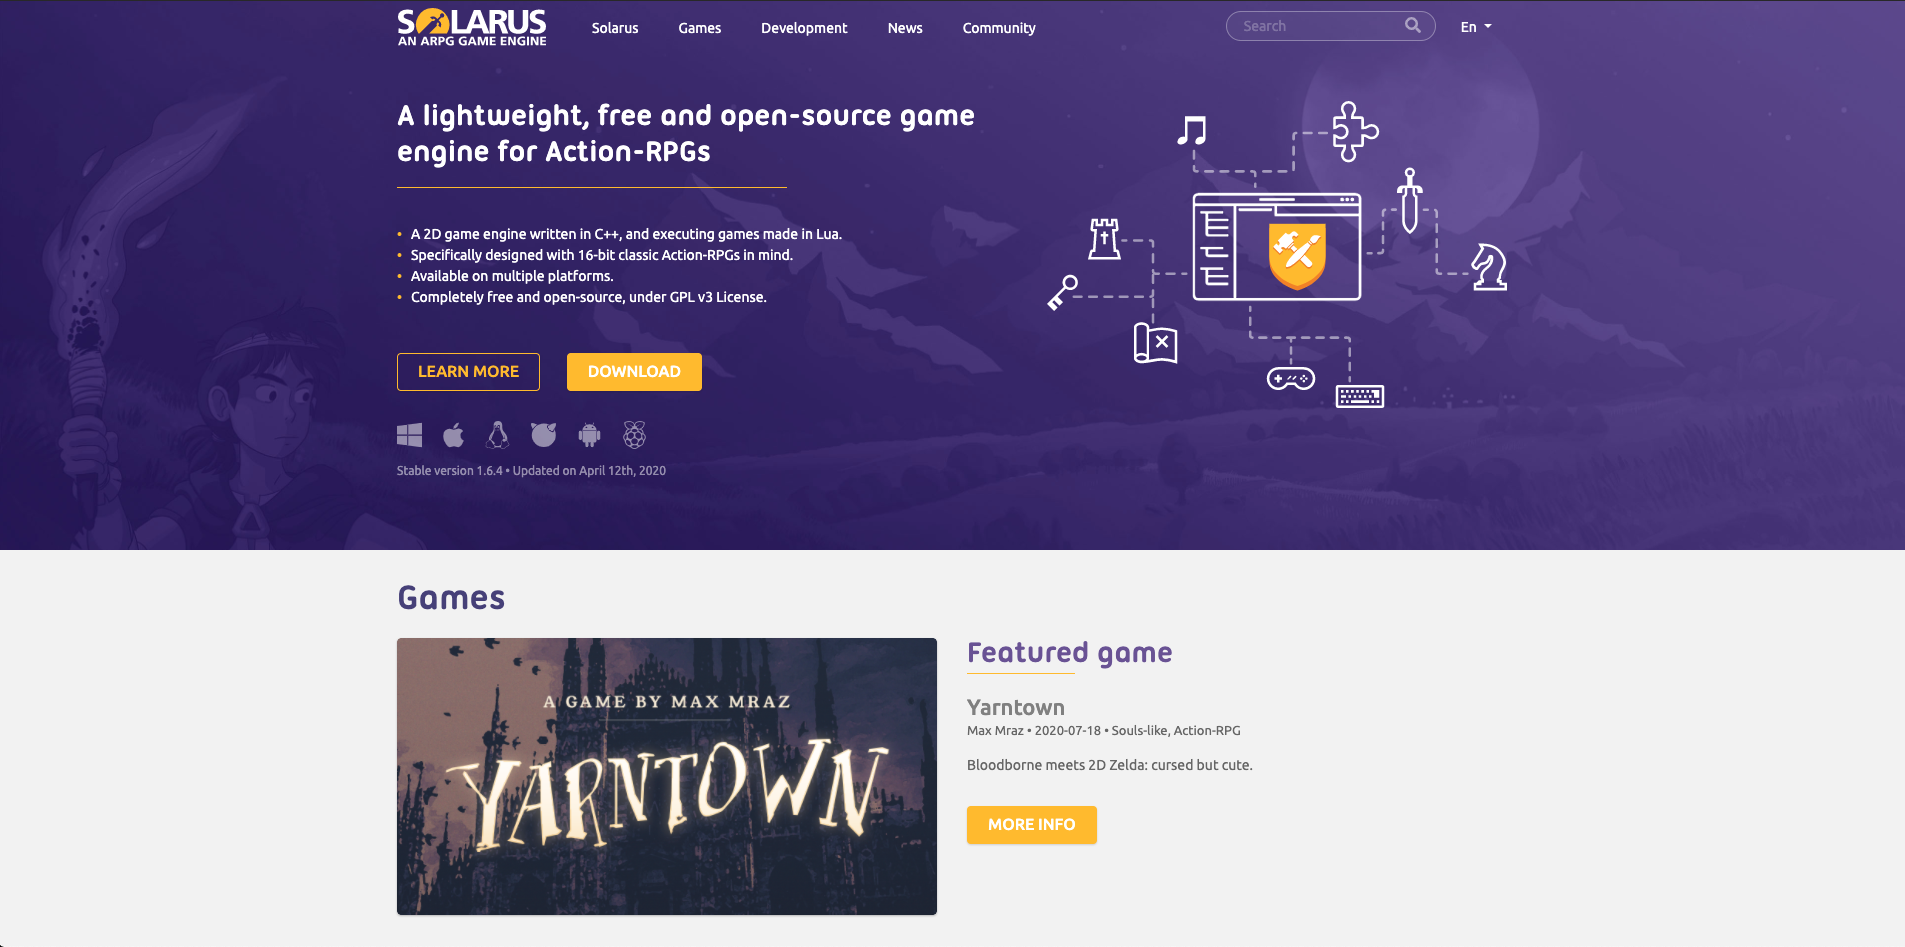 SOLARUS
AN ARPG GAME ENGINE
Solarus
Games
Development
News
Community
Search
En
A lightweight, free and open-source game
engine for Action-RPGs
• A 2D game engine written in C++, and executing games made in Lua.
• Specifically designed with 16-bit classic Action-RPGs in mind.
• Available on multiple platforms.
• Completely free and open-source, under GPL v3 License.
LEARN MORE
DOWNLOAD
Stable version 1.6.4 • Updated on April 12th, 2020
Games
A GAME BY MAX MRAZ
YARNTOWN
Featured game
Yarntown
Max Mraz • 2020-07-18 • Souls-like, Action-RPG
Bloodborne meets 2D Zelda: cursed but cute.
MORE INFO